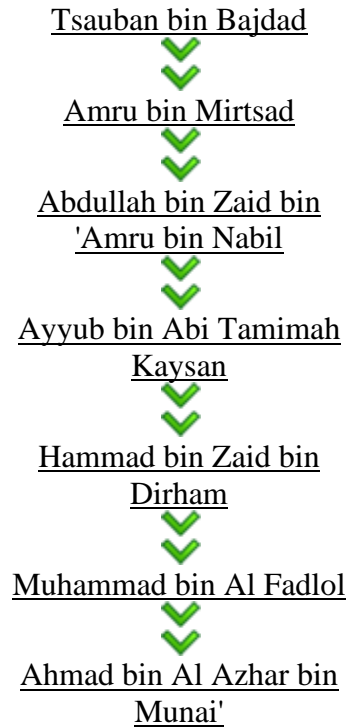 Tsauban bin Bajdad
Amru bin Mirtsad
Abdullah bin Zaid bin
'Amru bin Nabil
Ayyub bin Abi Tamimah
Kaysan
Hammad bin Zaid bin
Dirham
Muhammad bin Al Fadlol
Ahmad bin Al Azhar bin
Munai'